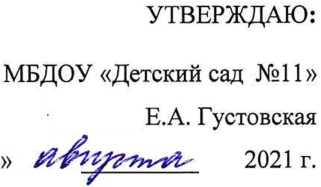 УТВЕРЖДАЮ:
МБДОУ «Детский сад №11»
Е.А. Густовская
» августа 2021 г.